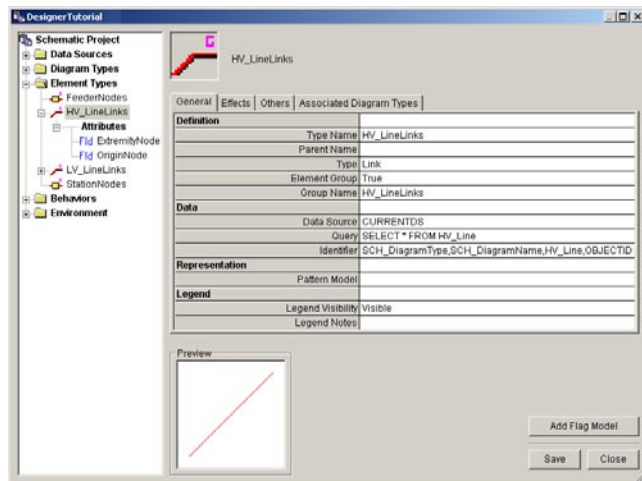 DesignerTutorial
Schematic Project
Data Sources
Diagram Types
Element Types
FeederNodes
HV_LineLinks
Attributes
Fld ExtremityNode
Fld OriginNode
LV_LineLinks
StationNodes
Behaviors
Environment
G
HV_LineLinks
General Effects Others Associated Diagram Types
Definition
Type Name HV_LineLinks
Parent Name
Type Link
Element Group True
Group Name HV_LineLinks
Data
Data Source CURRENTDS
Query SELECT * FROM HV_Line
Identifier SCH_DiagramType,SCH_DiagramName,HV_Line,OBJECTID
Representation
Pattern Model
Legend
Legend Visibility Visible
Legend Notes
Preview
Add Flag Model
Save Close